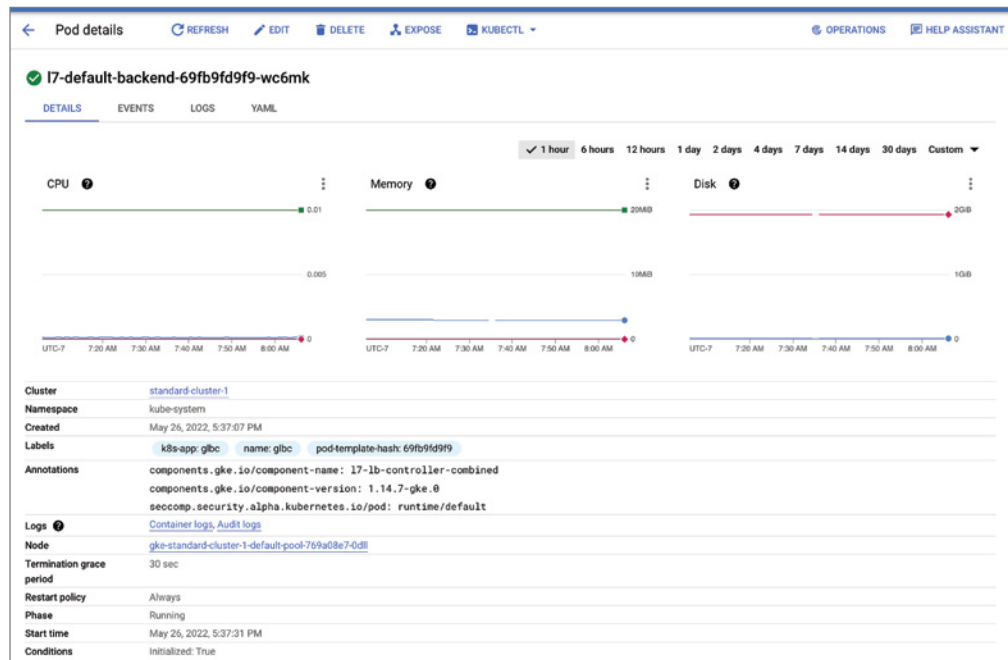 Pod details REFRESH EDIT DELETE EXPOSE KUBECTL OPERATIONS HELP ASSISTANT
l7-default-backend-69fb9fd9f9-wc6mk
DETAILS EVENTS LOGS YAML
1 hour 6 hours 12 hours 1 day 2 days 4 days 7 days 14 days 30 days Custom
CPU Memory Disk
0.01 20MiB 2GiB
0.005 10MiB 1GiB
0 0 0
UTC-7 7:20 AM 7:30 AM 7:40 AM 7:50 AM 8:00 AM UTC-7 7:20 AM 7:30 AM 7:40 AM 7:50 AM 8:00 AM UTC-7 7:20 AM 7:30 AM 7:40 AM 7:50 AM 8:00 AM
Cluster standard-cluster-1
Namespace kube-system
Created May 26, 2022, 5:37:07 PM
Labels k8s-app: glbc name: glbc pod-template-hash: 69fb9fd9f9
Annotations components.gke.io/component-name: l7-lb-controller-combined
components.gke.io/component-version: 1.14.7-gke.0
seccomp.security.alpha.kubernetes.io/pod: runtime/default
Logs Container logs, Audit logs
Node gke-standard-cluster-1-default-pool-769a08e7-0dll
Termination grace period 30 sec
Restart policy Always
Phase Running
Start time May 26, 2022, 5:37:31 PM
Conditions Initialized: True